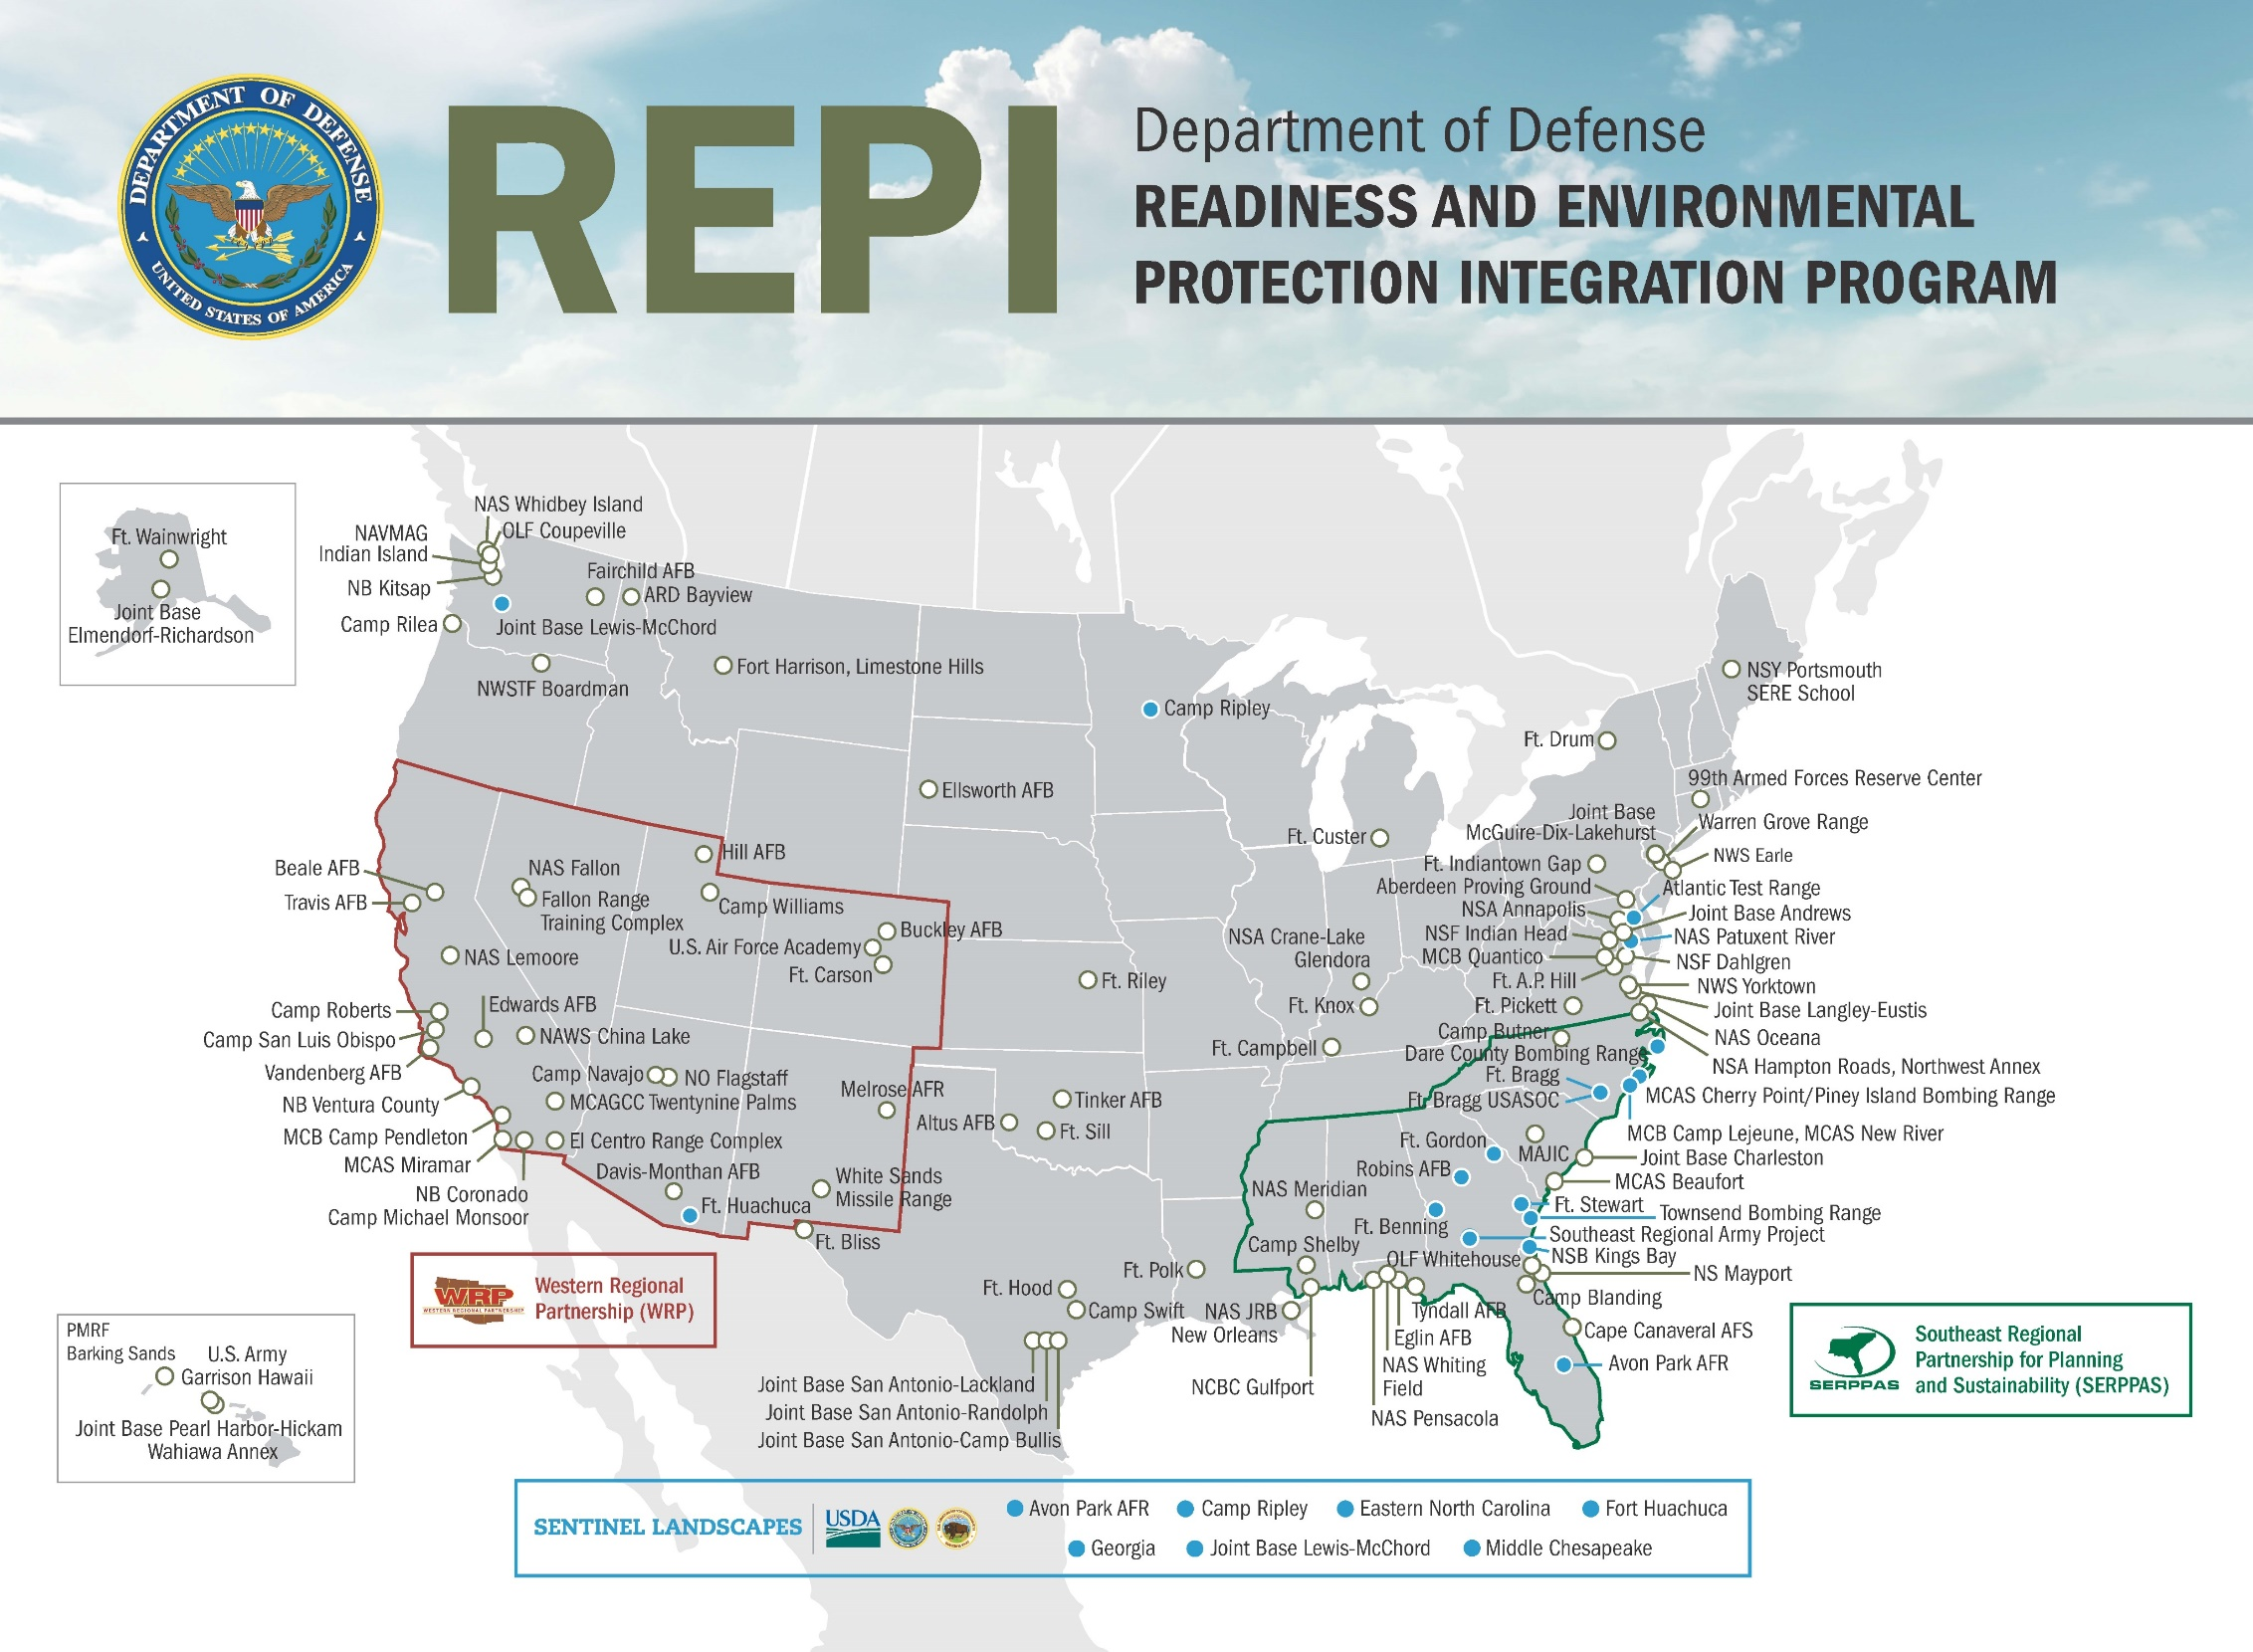 DEPARTMENT OF DEFENSE
UNITED STATES OF AMERICA
REPI
Department of Defense
READINESS AND ENVIRONMENTAL
PROTECTION INTEGRATION PROGRAM
Ft. Wainwright
Joint Base
Elmendorf-Richardson
NAS Whidbey Island
OLF Coupeville
NAVMAG
Indian Island
NB Kitsap
Camp Rilea
Fairchild AFB
ARD Bayview
Joint Base Lewis-McChord
NWSTF Boardman
Fort Harrison, Limestone Hills
Camp Ripley
Ellsworth AFB
NSY Portsmouth
SERE School
Ft. Drum
99th Armed Forces Reserve Center
Joint Base
McGuire-Dix-Lakehurst
Warren Grove Range
NWS Earle
Ft. Custer
Ft. Indiantown Gap
Aberdeen Proving Ground
Atlantic Test Range
NSA Annapolis
Joint Base Andrews
NSF Indian Head
NAS Patuxent River
MCB Quantico
NSF Dahlgren
Ft. A.P. Hill
NWS Yorktown
Ft. Pickett
Joint Base Langley-Eustis
Camp Butner
NAS Oceana
Dare County Bombing Range
NSA Hampton Roads, Northwest Annex
Ft. Bragg
Ft. Bragg USASOC
MCAS Cherry Point/Piney Island Bombing Range
MCB Camp Lejeune, MCAS New River
Ft. Gordon
MAJIC
Joint Base Charleston
Robins AFB
MCAS Beaufort
NAS Meridian
Ft. Stewart
Townsend Bombing Range
Ft. Benning
Southeast Regional Army Project
Camp Shelby
OLF Whitehouse
NSB Kings Bay
NS Mayport
Camp Blanding
Tyndall AFB
Eglin AFB
NAS Whiting
Field
NAS Pensacola
NCBC Gulfport
Cape Canaveral AFS
Avon Park AFR
NSA Crane-Lake
Glendora
Ft. Knox
Ft. Campbell
Ft. Riley
Hill AFB
Camp Williams
Buckley AFB
U.S. Air Force Academy
Ft. Carson
Beale AFB
Travis AFB
NAS Fallon
Fallon Range
Training Complex
NAS Lemoore
Camp Roberts
Edwards AFB
Camp San Luis Obispo
NAWS China Lake
Vandenberg AFB
Camp Navajo
NO Flagstaff
NB Ventura County
MCAGCC Twentynine Palms
MCB Camp Pendleton
El Centro Range Complex
MCAS Miramar
Davis-Monthan AFB
NB Coronado
Camp Michael Monsoor
Ft. Huachuca
Melrose AFR
White Sands
Missile Range
Ft. Bliss
Altus AFB
Tinker AFB
Ft. Sill
Ft. Polk
Ft. Hood
Camp Swift
NAS JRB
New Orleans
Joint Base San Antonio-Lackland
Joint Base San Antonio-Randolph
Joint Base San Antonio-Camp Bullis
WRP
WESTERN REGIONAL PARTNERSHIP
Western Regional
Partnership (WRP)
PMRF
Barking Sands
U.S. Army
Garrison Hawaii
Joint Base Pearl Harbor-Hickam
Wahiawa Annex
SERPPAS
Southeast Regional
Partnership for Planning
and Sustainability (SERPPAS)
SENTINEL LANDSCAPES
USDA
Avon Park AFR
Camp Ripley
Eastern North Carolina
Fort Huachuca
Georgia
Joint Base Lewis-McChord
Middle Chesapeake